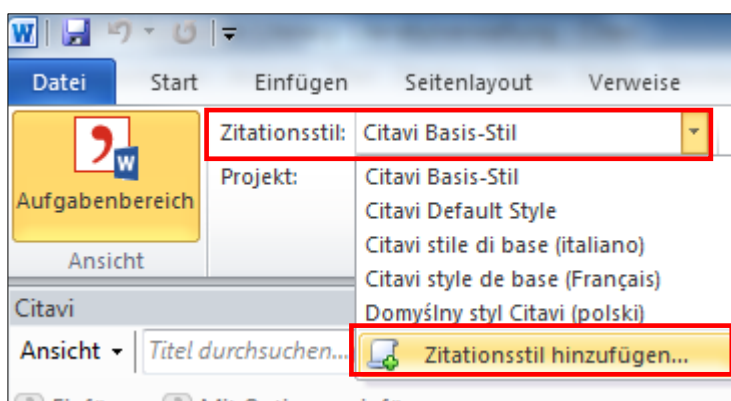 Datei Start Einfügen Seitenlayout Verweise
Zitationsstil: Citavi Basis-Stil
Projekt:
Aufgabenbereich
Ansicht
Citavi Basis-Stil
Citavi Default Style
Citavi stile di base (italiano)
Citavi style de base (Français)
Domyślny styl Citavi (polski)
Zitationsstil hinzufügen...
Citavi
Ansicht Titel durchsuchen...